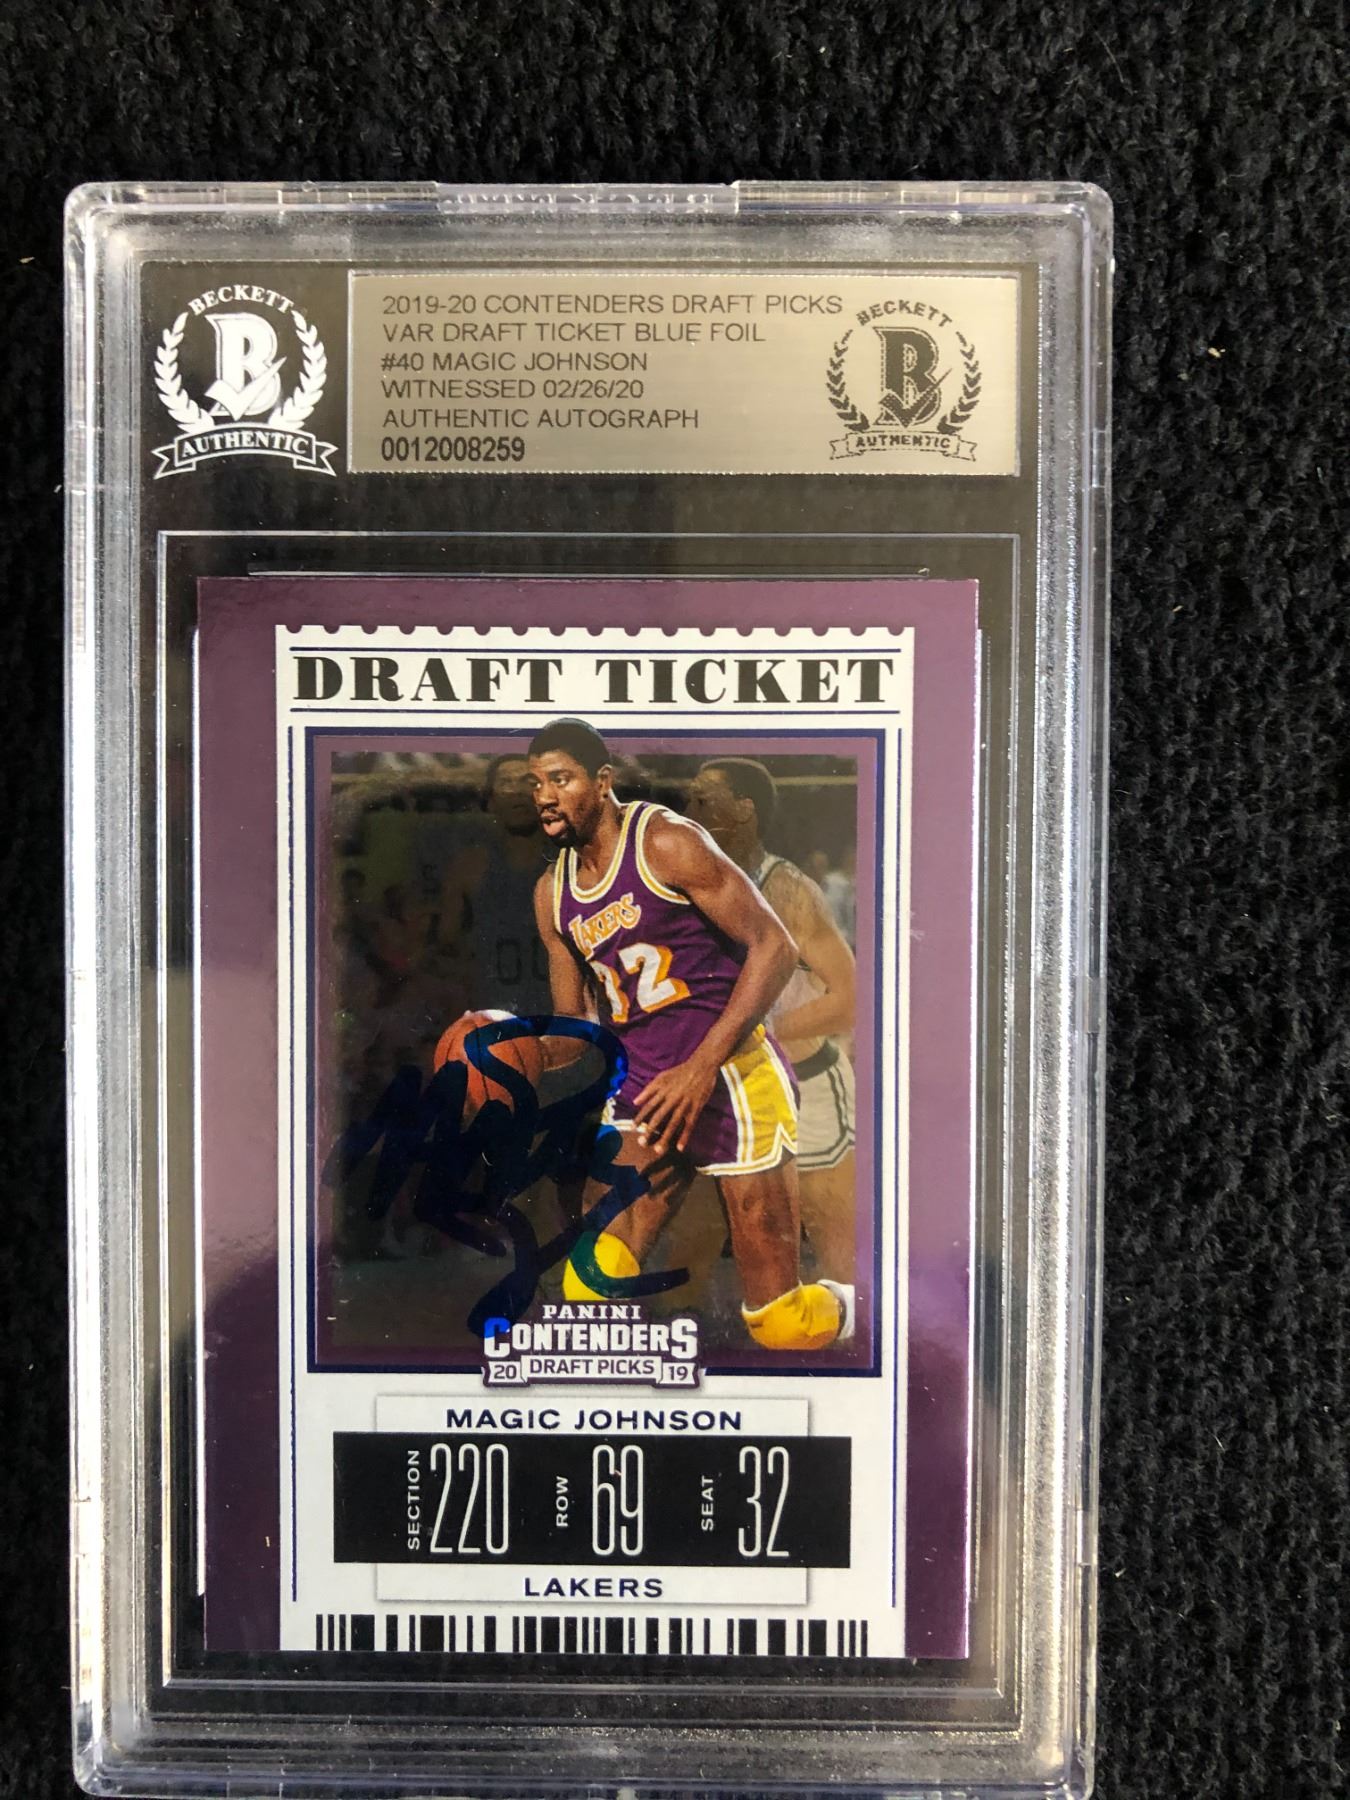 BECKETT
B
AUTHENTIC
2019-20 CONTENDERS DRAFT PICKS
VAR DRAFT TICKET BLUE FOIL
#40 MAGIC JOHNSON
WITNESSED 02/26/20
AUTHENTIC AUTOGRAPH
0012008259
BECKETT
B
AUTHENTIC
DRAFT TICKET
LAKERS
32
PANINI
CONTENDERS
20 DRAFT PICKS 19
MAGIC JOHNSON
SECTION 220 ROW 69 SEAT 32
LAKERS